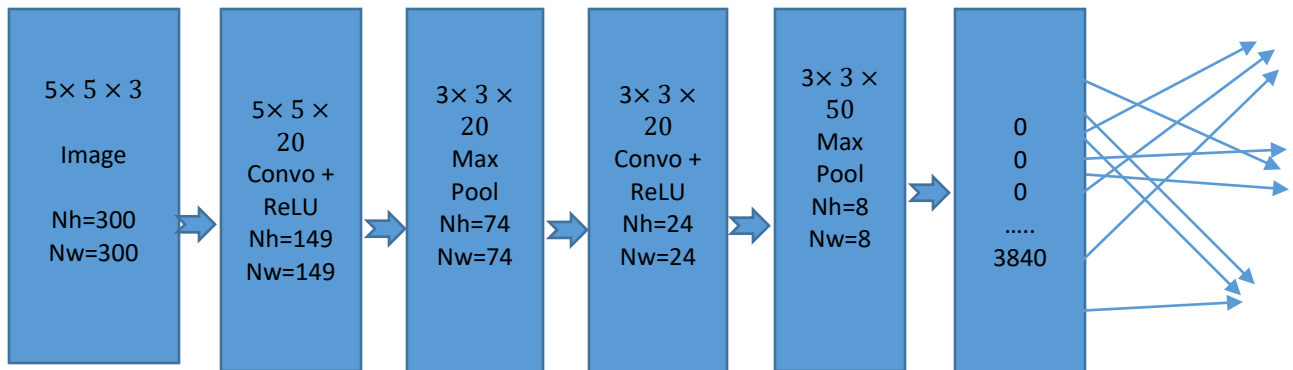 5× 5 × 3
Image
Nh=300
Nw=300
5× 5 ×
20
Convo +
ReLU
Nh=149
Nw=149
3× 3 ×
20
Max
Pool
Nh=74
Nw=74
3× 3 ×
20
Convo +
ReLU
Nh=24
Nw=24
3× 3 ×
50
Max
Pool
Nh=8
Nw=8
0
0
0
.....
3840